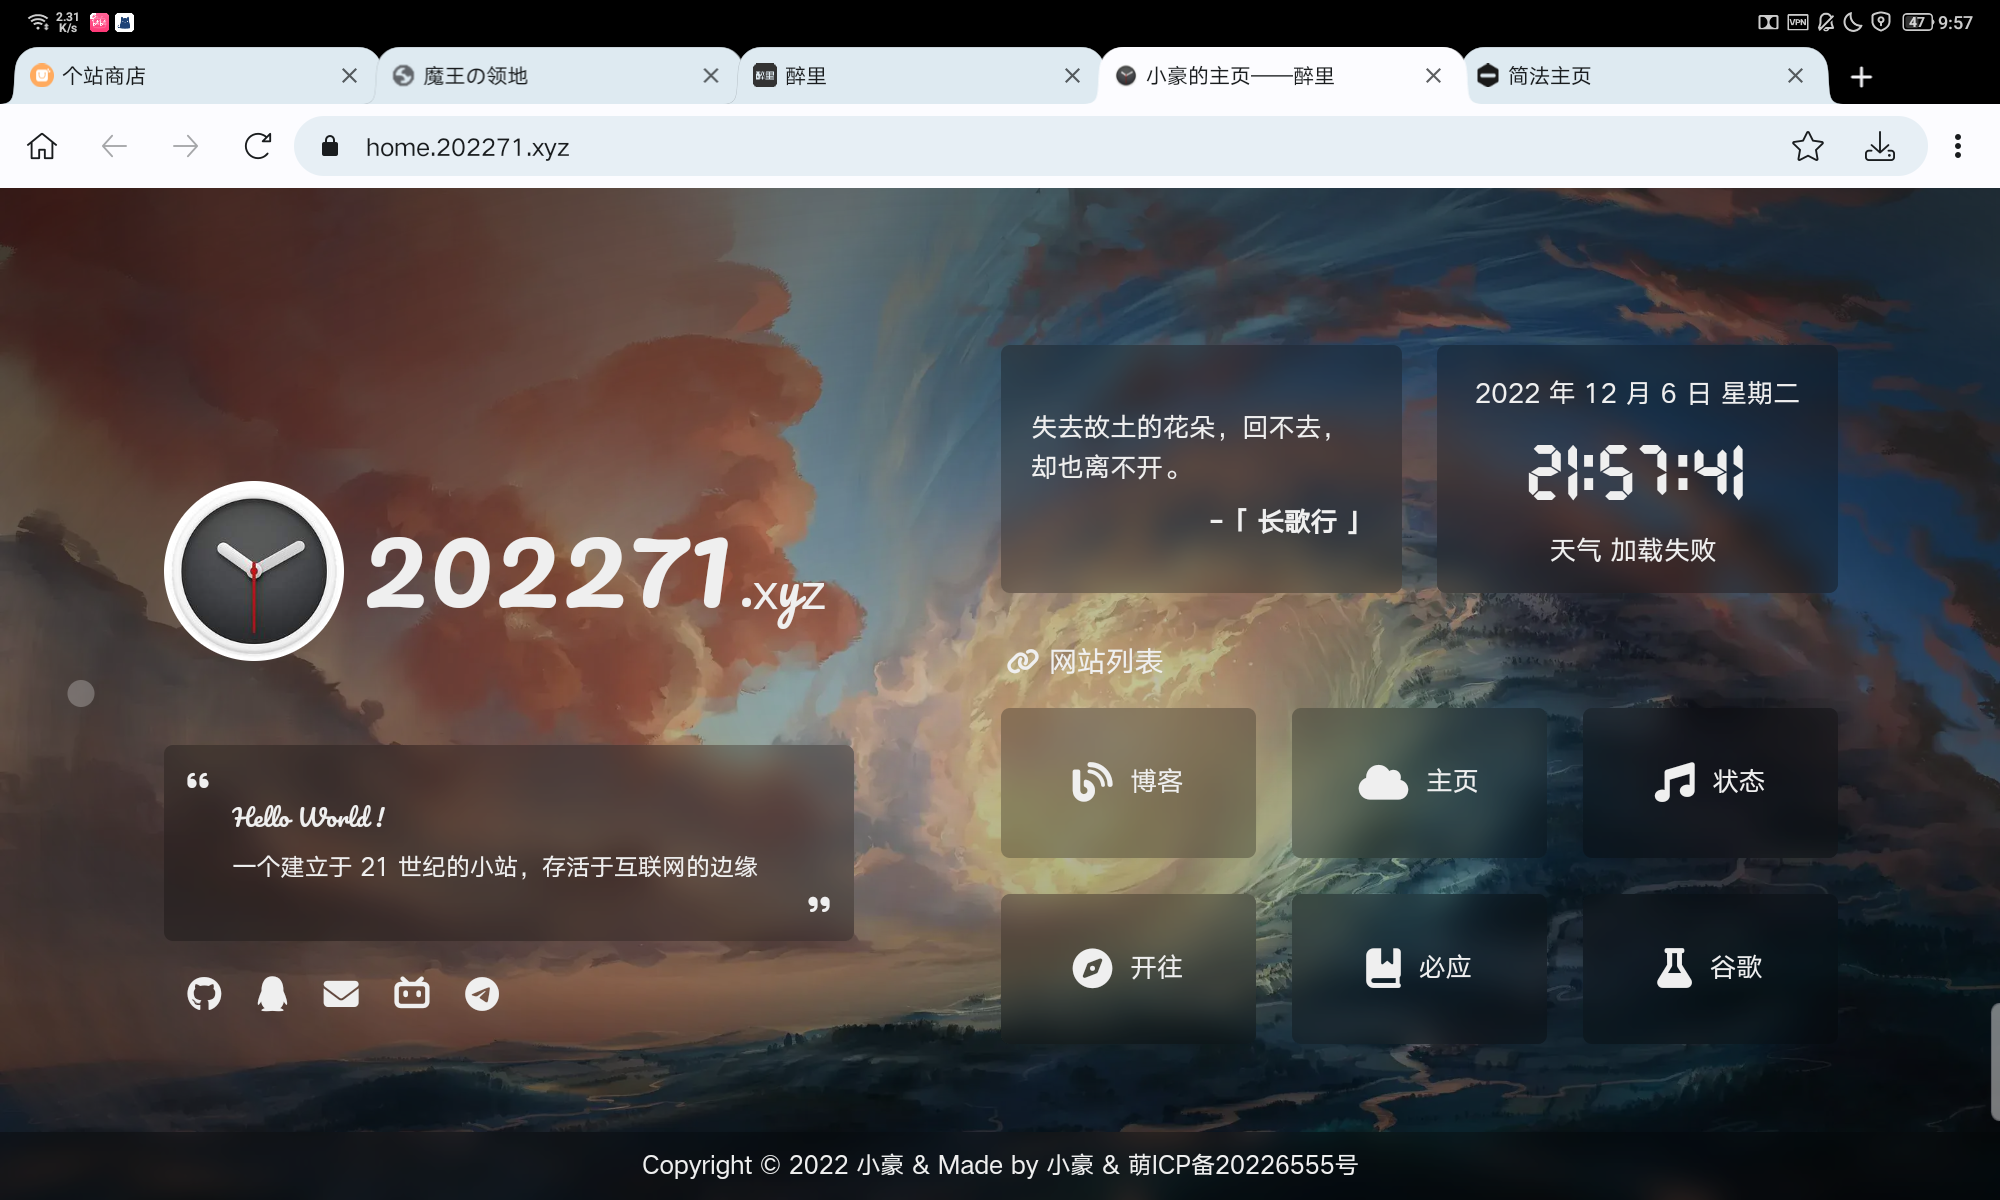 2.31
K/s
VPN
47
9:57
个站商店
魔王の领地
醉里
醉里
小豪的主页——醉里
简法主页
home.202271.xyz
失去故土的花朵，回不去，
却也离不开。
-「 长歌行 」
2022 年 12 月 6 日 星期二
21:57:41
天气 加载失败
202271.xyz
网站列表
博客
主页
状态
Hello World !
一个建立于 21 世纪的小站，存活于互联网的边缘
开往
必应
谷歌
Copyright © 2022 小豪 & Made by 小豪 & 萌ICP备20226555号